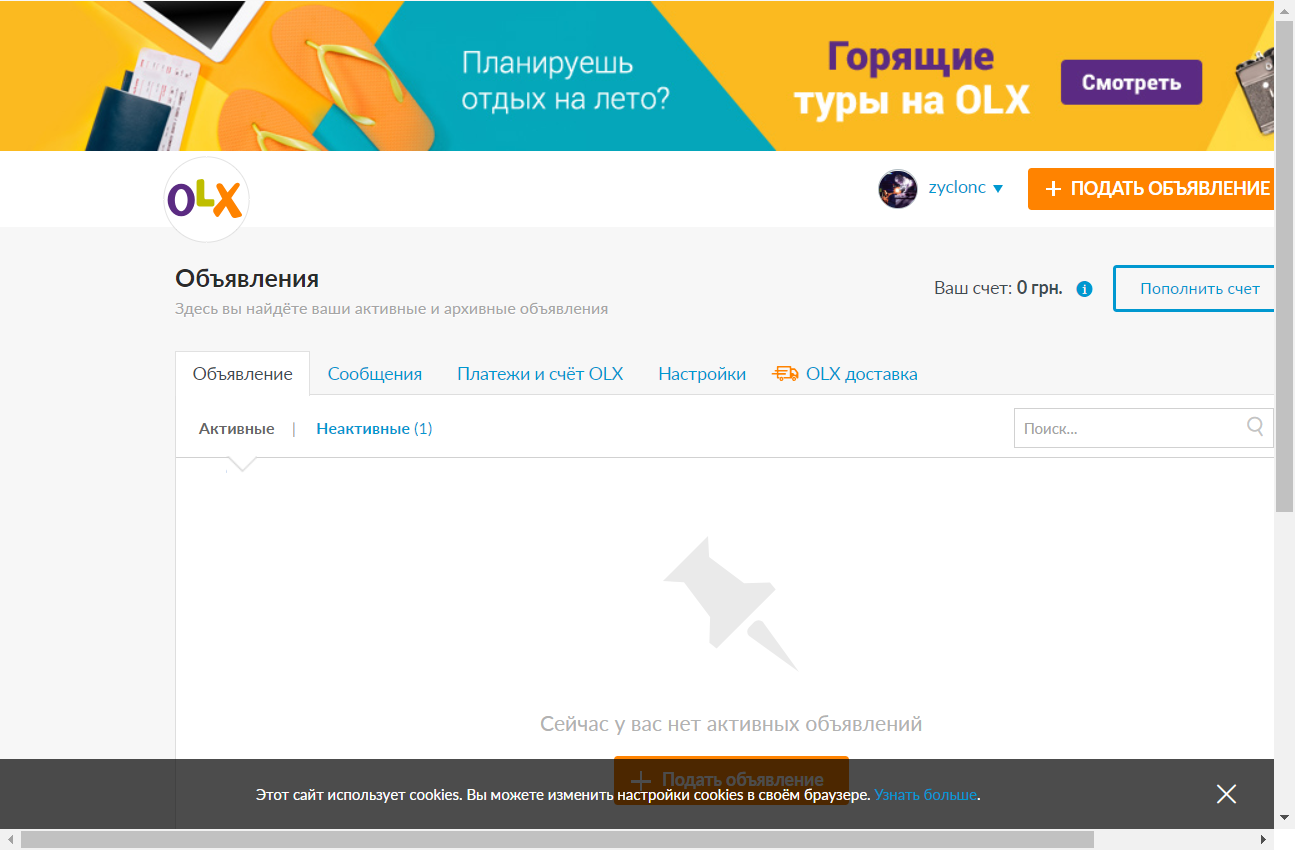 Планируешь
отдых на лето?
Горящие
туры на OLX
Смотреть
OLX
zyclonc
+ ПОДАТЬ ОБЪЯВЛЕНИЕ
Объявления
Здесь вы найдёте ваши активные и архивные объявления
Ваш счет: 0 грн.
Пополнить счет
Объявление
Сообщения
Платежи и счёт OLX
Настройки
OLX доставка
Активные | Неактивные (1)
Поиск...
Сейчас у вас нет активных объявлений
+ Подать объявление
Этот сайт использует cookies. Вы можете изменить настройки cookies в своём браузере. Узнать больше.